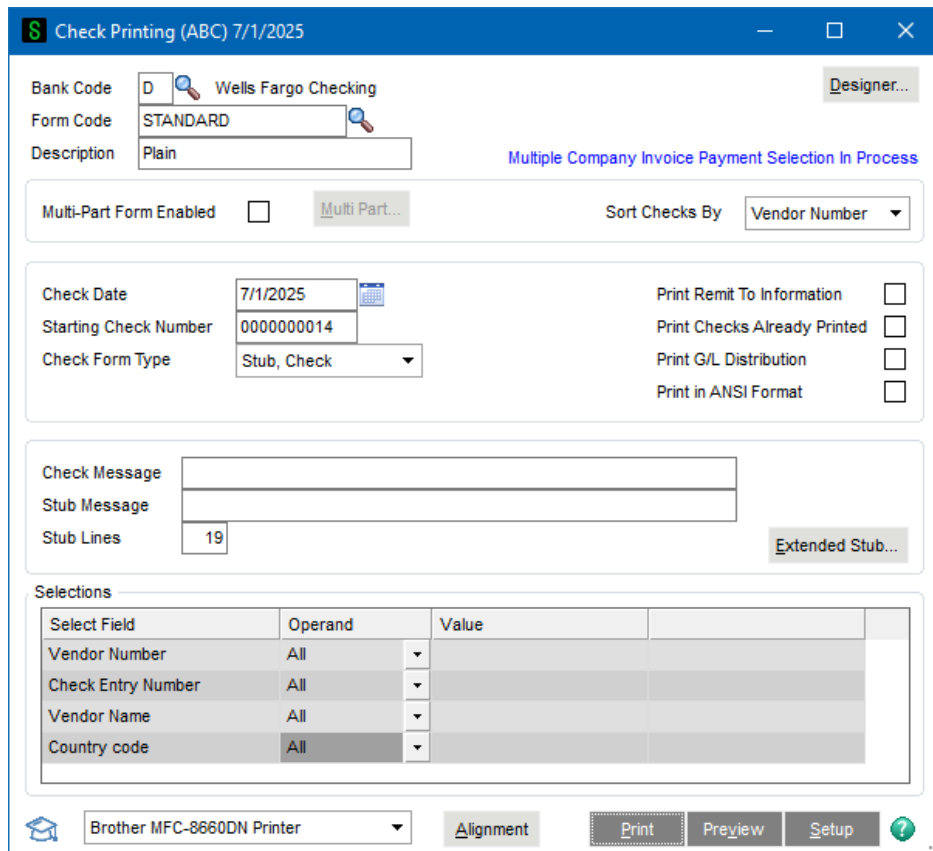 S Check Printing (ABC) 7/1/2025
Bank Code D Wells Fargo Checking Designer...
Form Code STANDARD
Description Plain Multiple Company Invoice Payment Selection In Process
Multi-Part Form Enabled Multi Part... Sort Checks By Vendor Number
Check Date 7/1/2025 Print Remit To Information
Starting Check Number 0000000014 Print Checks Already Printed
Check Form Type Stub, Check Print G/L Distribution
Print in ANSI Format
Check Message
Stub Message
Stub Lines 19 Extended Stub...
Selections
Select Field Operand Value
Vendor Number All
Check Entry Number All
Vendor Name All
Country code All
Brother MFC-8660DN Printer Alignment Print Preview Setup ?